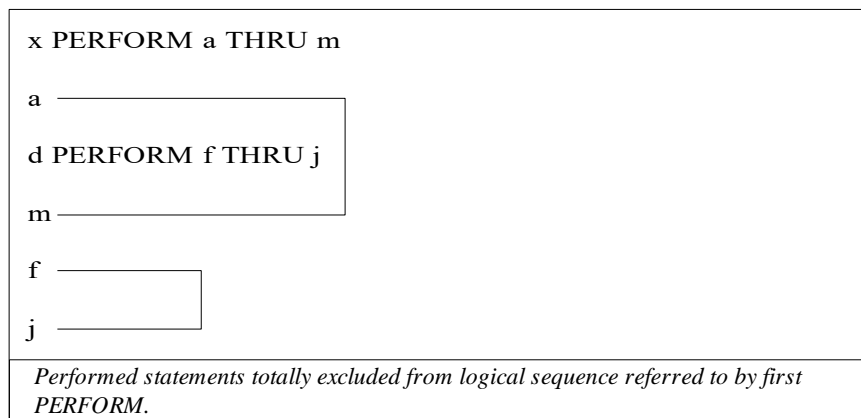 x PERFORM a THRU m
a
d PERFORM f THRU j
m
f
j
Performed statements totally excluded from logical sequence referred to by first
PERFORM.